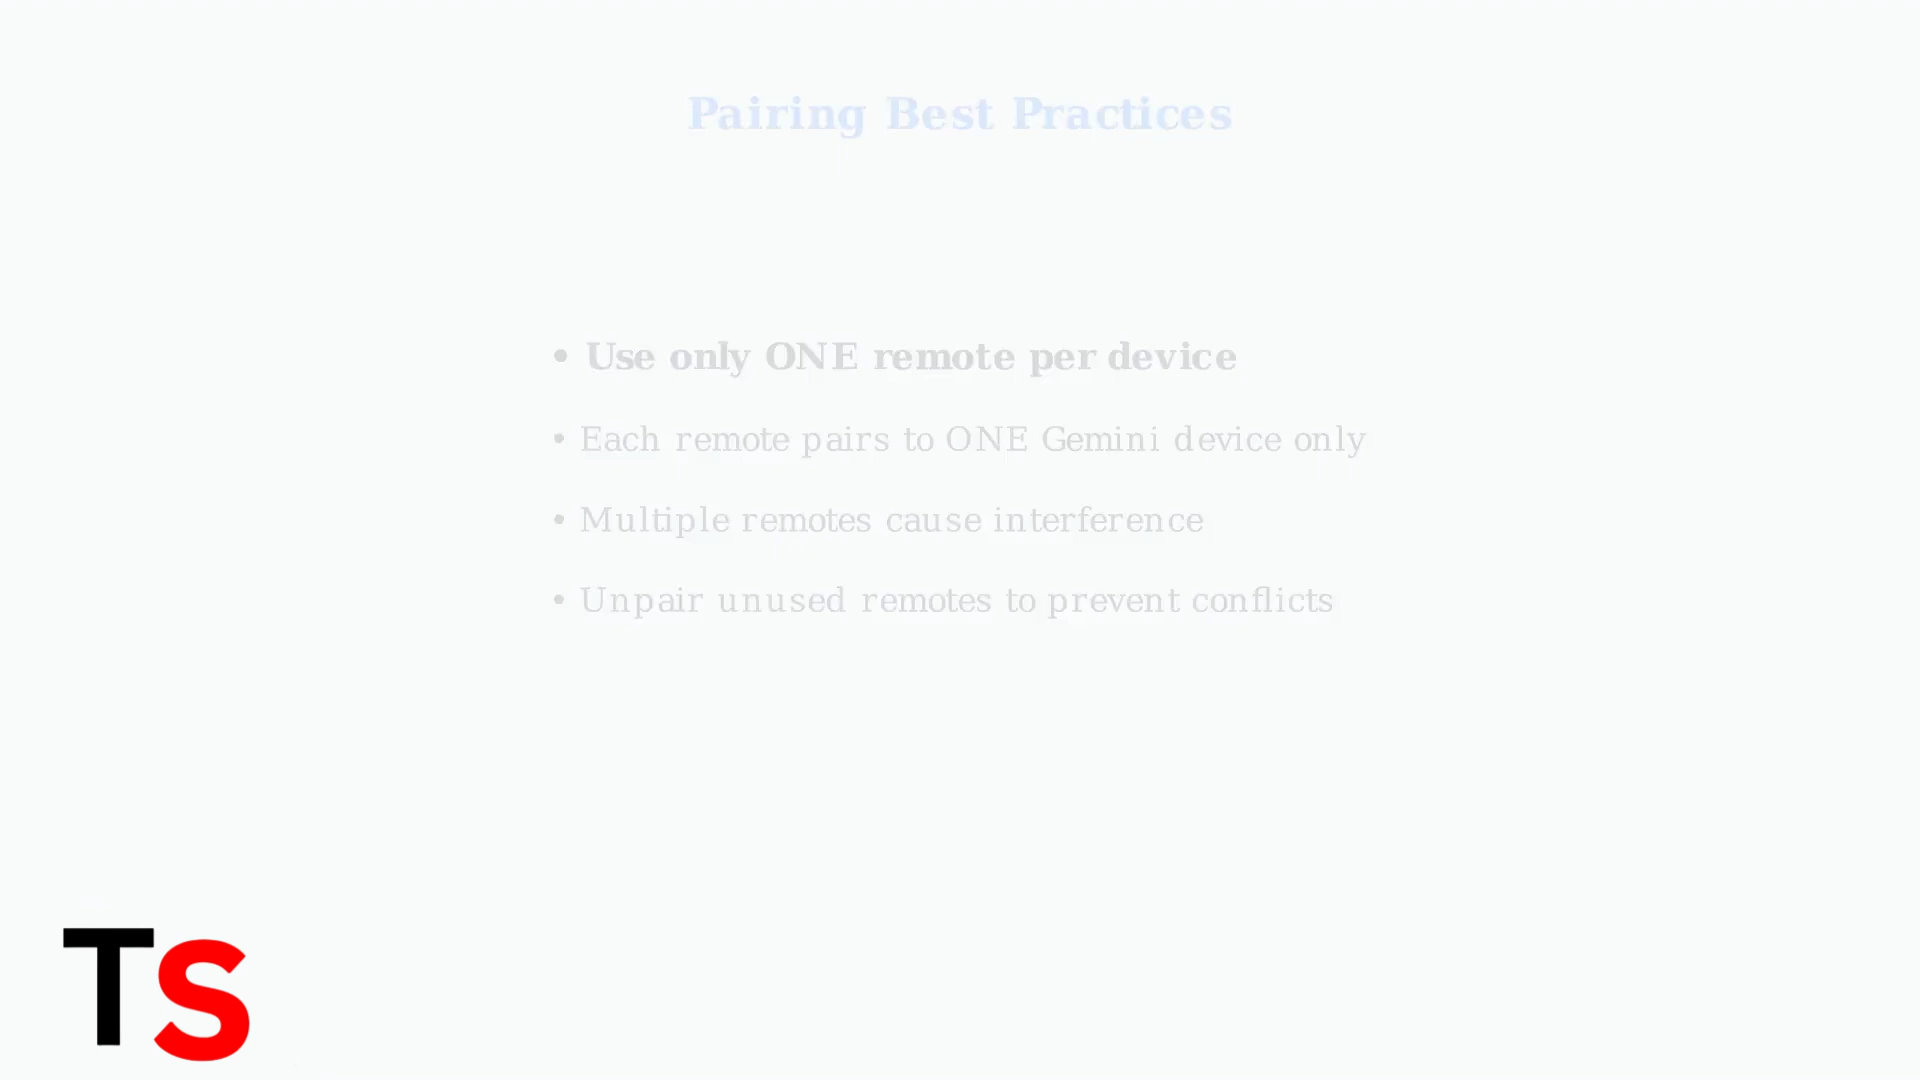 Pairing Best Practices
• Use only ONE remote per device
• Each remote pairs to ONE Gemini device only
• Multiple remotes cause interference
• Unpair unused remotes to prevent conflicts
TS